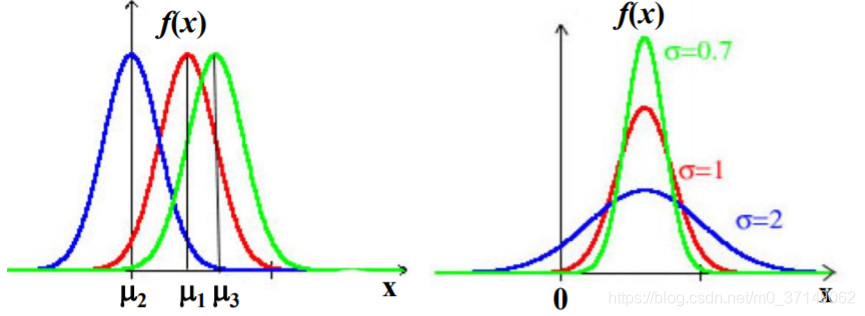 f(x)
μ₂ μ₁ μ₃ x
f(x)
σ=0.7
σ=1
σ=2
0 x